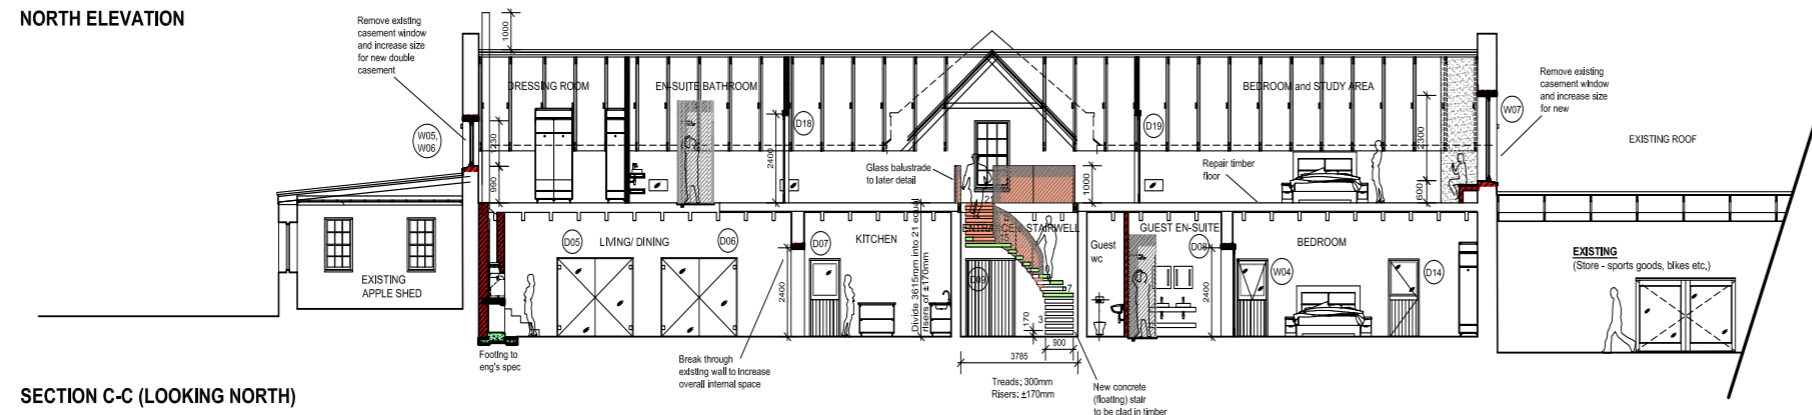 NORTH ELEVATION
Remove existing
casement window
and increase size
for new double
casement
1000
DRESSING ROOM
EN-SUITE BATHROOM
BEDROOM and STUDY AREA
Remove existing
casement window
and increase size
for new
W05,
W06
1230
990
D18
2400
D19
2300
600
W07
EXISTING ROOF
Glass balustrade
to later detail
1000
Repair timber
floor
21
D05
LIVING/ DINING
D06
D07
KITCHEN
2400
Divide 3615mm into 21 equal
risers of ±170mm
STAIRWELL
D09
Guest
wc
GUEST EN-SUITE
D08
2400
BEDROOM
W04
D14
EXISTING
APPLE SHED
EXISTING
(Store - sports goods, bikes etc,)
7
3
170
900
3785
Footing to
eng's spec
Break through
existing wall to increase
overall internal space
Treads; 300mm
Risers; ±170mm
New concrete
(floating) stair
to be clad in timber
SECTION C-C (LOOKING NORTH)